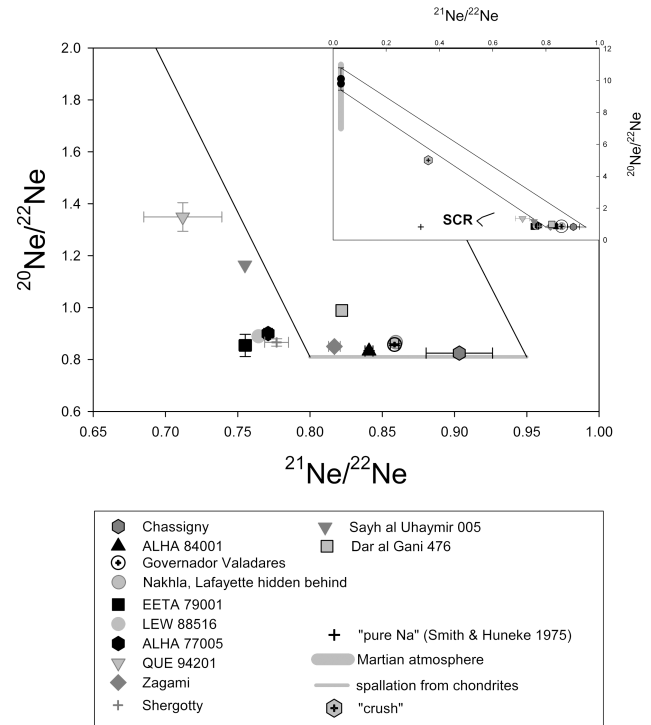 21Ne/22Ne
0.0 0.2 0.4 0.6 0.8 1.0
12
10
8
6
4
2
0
20Ne/22Ne
SCR
2.0
1.8
1.6
1.4
1.2
1.0
0.8
0.6
20Ne/22Ne
0.65 0.70 0.75 0.80 0.85 0.90 0.95 1.00
21Ne/22Ne
Chassigny
ALHA 84001
Governador Valadares
Nakhla, Lafayette hidden behind
EETA 79001
LEW 88516
ALHA 77005
QUE 94201
Zagami
Shergotty
Sayh al Uhaymir 005
Dar al Gani 476
"pure Na" (Smith & Huneke 1975)
Martian atmosphere
spallation from chondrites
"crush"